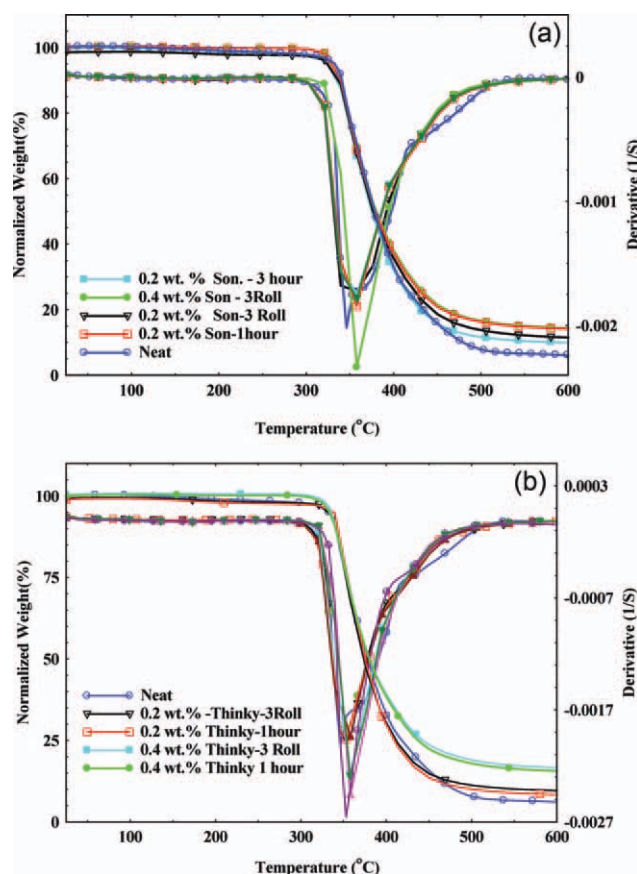 (a)
100
80
60
40
20
0
Normalized Weight(%)
0
-0.001
-0.002
Derivative (1/S)
0.2 wt. % Son. - 3 hour
0.4 wt.% Son - 3Roll
0.2 wt.% Son-3 Roll
0.2 wt.% Son-1hour
Neat
100 200 300 400 500 600
Temperature (°C)
(b)
100
75
50
25
0
Normalized Weight(%)
0.0003
-0.0007
-0.0017
-0.0027
Derivative (1/S)
Neat
0.2 wt.% -Thinky-3Roll
0.2 wt.% Thinky-1hour
0.4 wt.% Thinky-3 Roll
0.4 wt.% Thinky 1 hour
100 200 300 400 500 600
Temperature (°C)